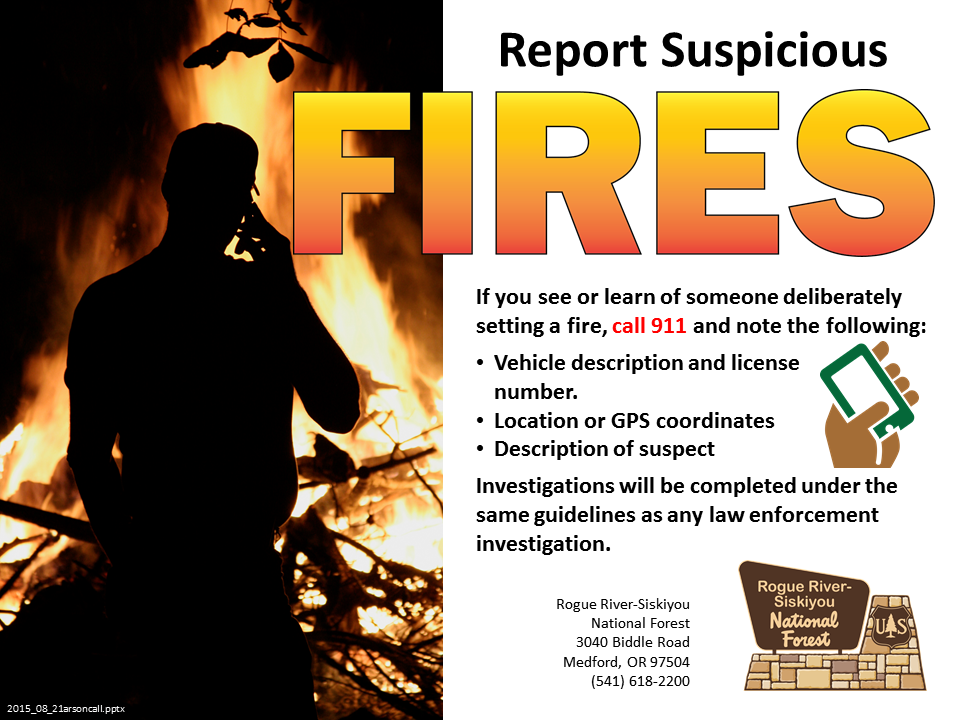 Report Suspicious
FIRES
If you see or learn of someone deliberately
setting a fire, call 911 and note the following:
• Vehicle description and license
number.
• Location or GPS coordinates
• Description of suspect
Investigations will be completed under the
same guidelines as any law enforcement
investigation.
Rogue River-Siskiyou
National Forest
3040 Biddle Road
Medford, OR 97504
(541) 618-2200
Rogue River-
Siskiyou
National
Forest
U S
2015_08_21arsoncall.pptx